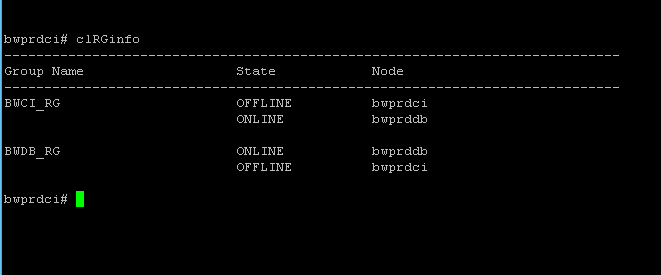 bwprdci# clRGinfo
-----------------------------------------------------------------------------
Group Name                   State            Node
-----------------------------------------------------------------------------
BWCI_RG                      OFFLINE          bwprdci
                             ONLINE           bwprddb
BWDB_RG                      ONLINE           bwprddb
                             OFFLINE          bwprdci
bwprdci#